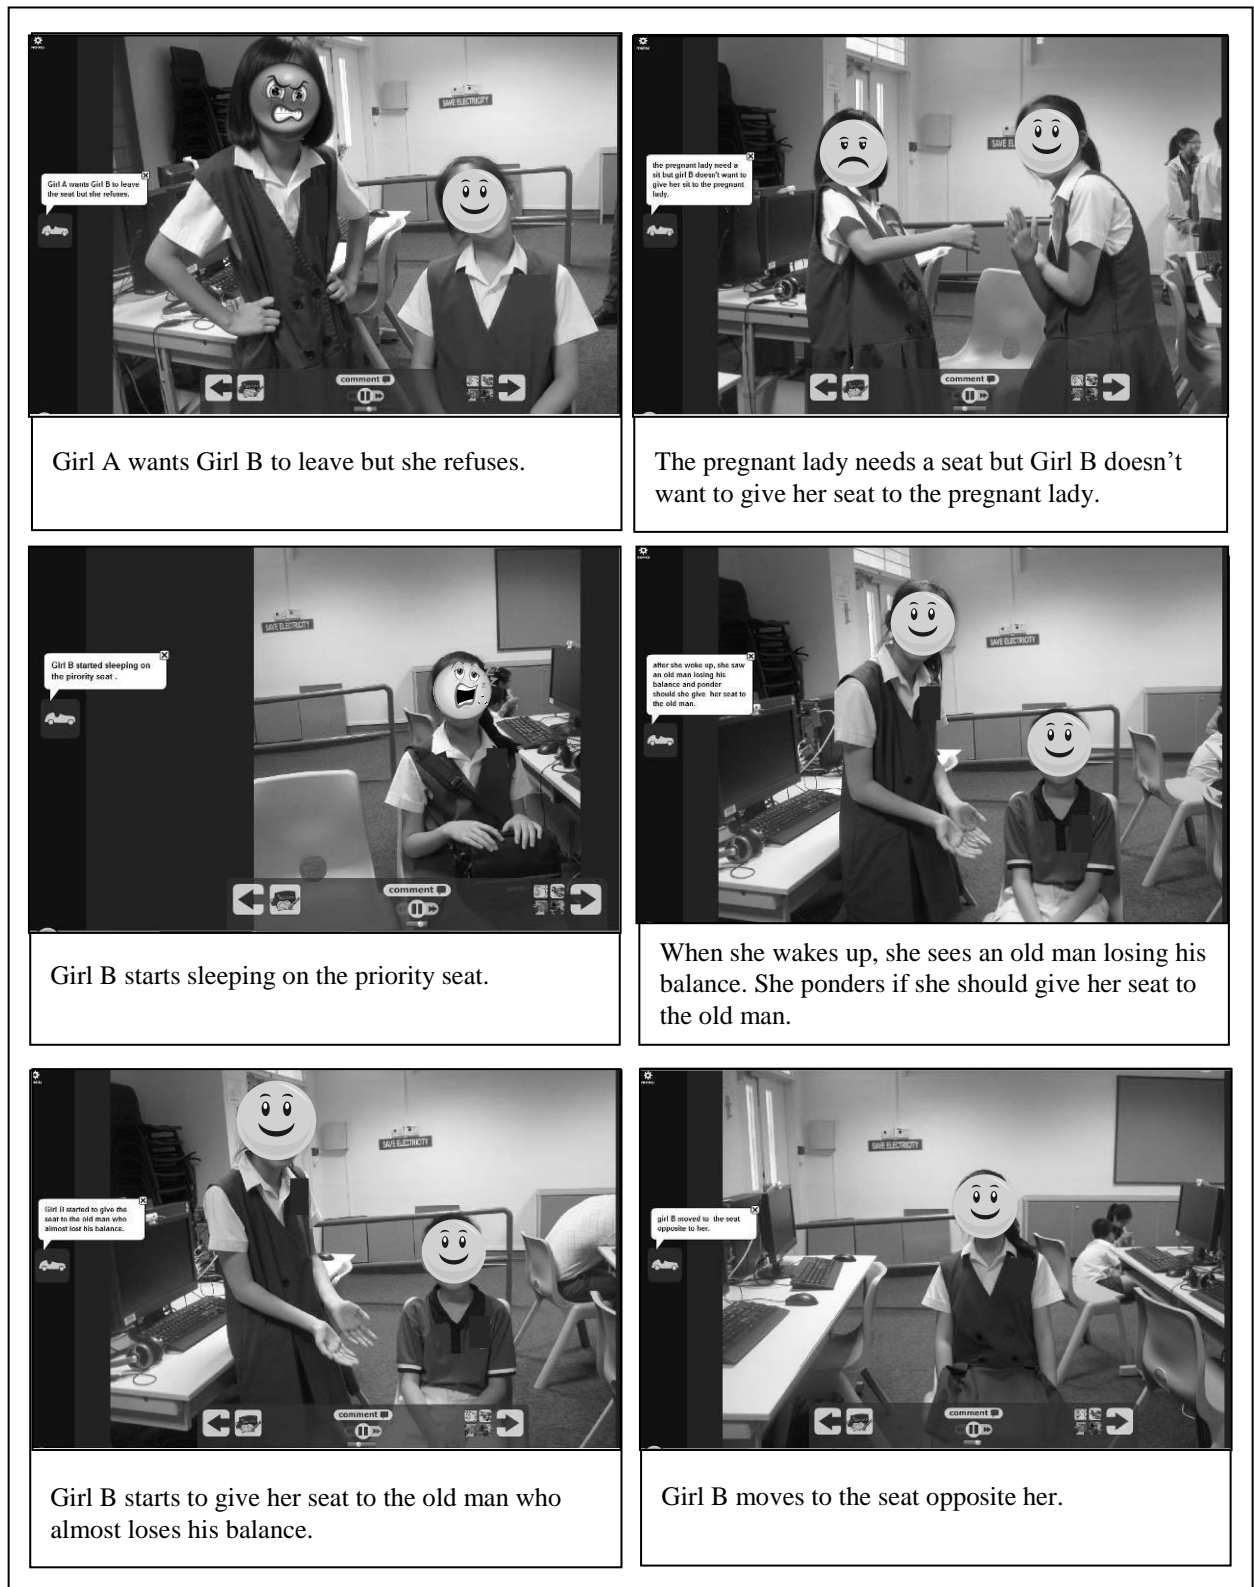 SAVE ELECTRICITY
Girl A wants Girl B to leave
the seat but she refuses.
comment
Girl A wants Girl B to leave but she refuses.
SAVE
the pregnant lady need a
sit but girl B doesn't want to
give her sit to the pregnant
lady.
comment
The pregnant lady needs a seat but Girl B doesn’t
want to give her seat to the pregnant lady.
SAVE ELECTRICITY
Girl B started sleeping on
the pirority seat .
comment
Girl B starts sleeping on the priority seat.
SAVE ELECTRICITY
after she woke up, she saw
an old man losing his
balance and ponder
should she give her seat to
the old man.
When she wakes up, she sees an old man losing his
balance. She ponders if she should give her seat to
the old man.
SAVE ELECTRICITY
Girl B started to give the
seat to the old man who
almost lost his balance.
comment
Girl B starts to give her seat to the old man who
almost loses his balance.
SAVE ELECTRICITY
girl B moved to the seat
opposite to her.
comment
Girl B moves to the seat opposite her.